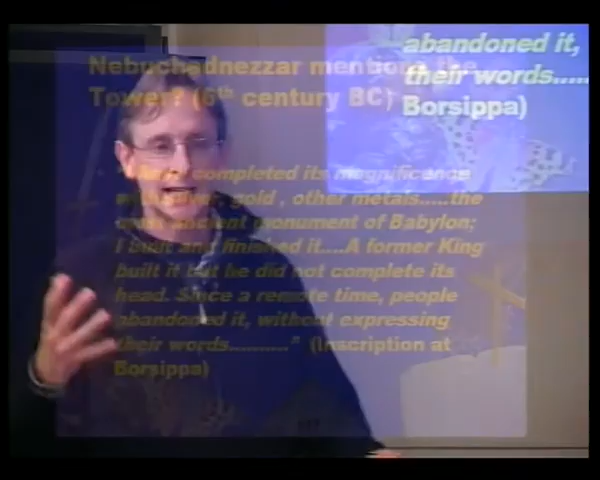 Nebuchadnezzar mentions the
Tower? (6th century BC)
completed its magnificence
with silver, gold , other metals.....the
most ancient monument of Babylon;
I built and finished it....A former King
built it but he did not complete its
head. Since a remote time, people
abandoned it, without expressing
their words..........." (Inscription at
Borsippa)
abandoned it,
their words.....
Borsippa)